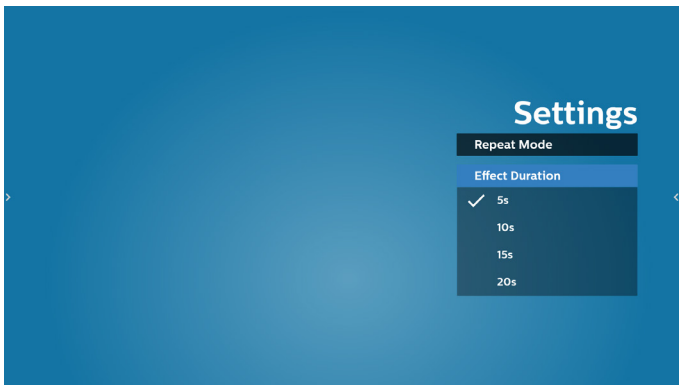 Settings
Repeat Mode
Effect Duration
5s
10s
15s
20s